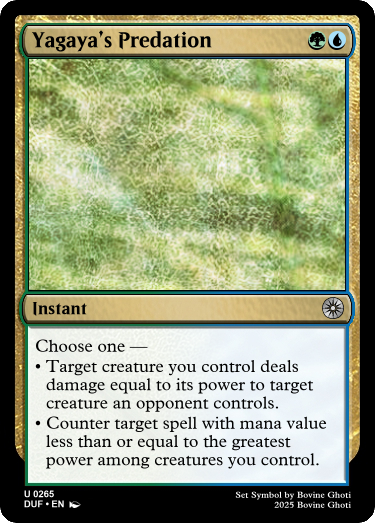 Yagaya's Predation
Instant
Choose one —
• Target creature you control deals
damage equal to its power to target
creature an opponent controls.
• Counter target spell with mana value
less than or equal to the greatest
power among creatures you control.
U 0265
DUF • EN
Set Symbol by Bovine Ghoti
2025 Bovine Ghoti